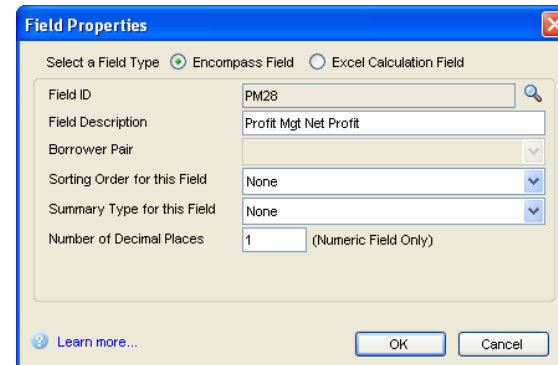 Field Properties
Select a Field Type Encompass Field Excel Calculation Field
Field ID PM28
Field Description Profit Mgt Net Profit
Borrower Pair
Sorting Order for this Field None
Summary Type for this Field None
Number of Decimal Places 1 (Numeric Field Only)
? Learn more... OK Cancel